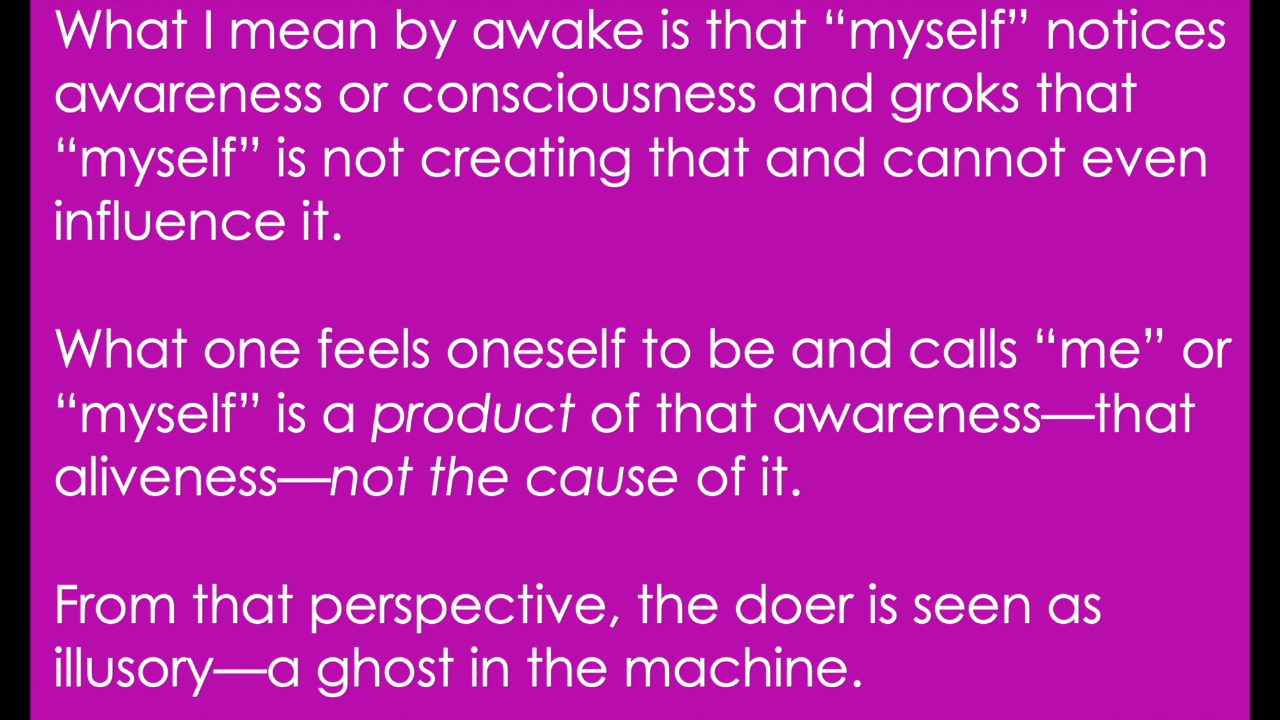 What I mean by awake is that “myself” notices
awareness or consciousness and groks that
“myself” is not creating that and cannot even
influence it.
What one feels oneself to be and calls “me” or
“myself” is a product of that awareness—that
aliveness—not the cause of it.
From that perspective, the doer is seen as
illusory—a ghost in the machine.